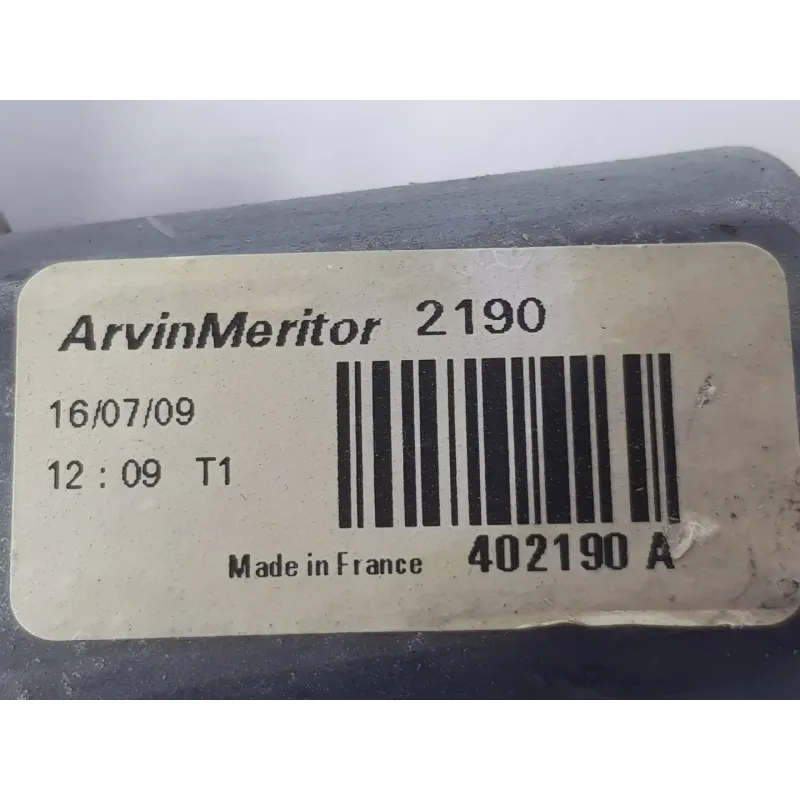 ArvinMeritor 2190
16/07/09
12 : 09 T1
Made in France 402190 A